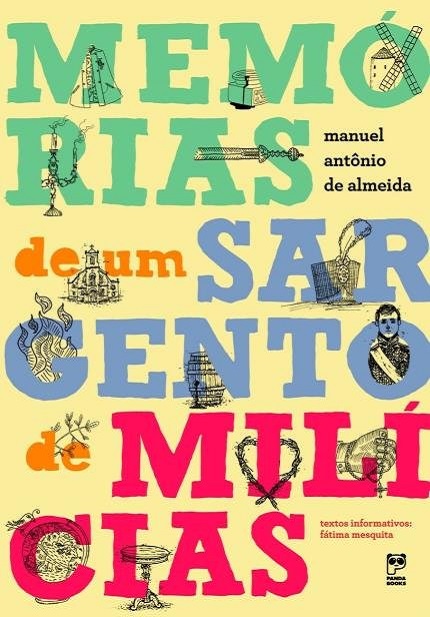 MEMÓ
RIAS
manuel
antônio
de almeida
de um SAR
GENTO
de MILÍ
CIAS
textos informativos:
fátima mesquita
PANDA
BOOKS